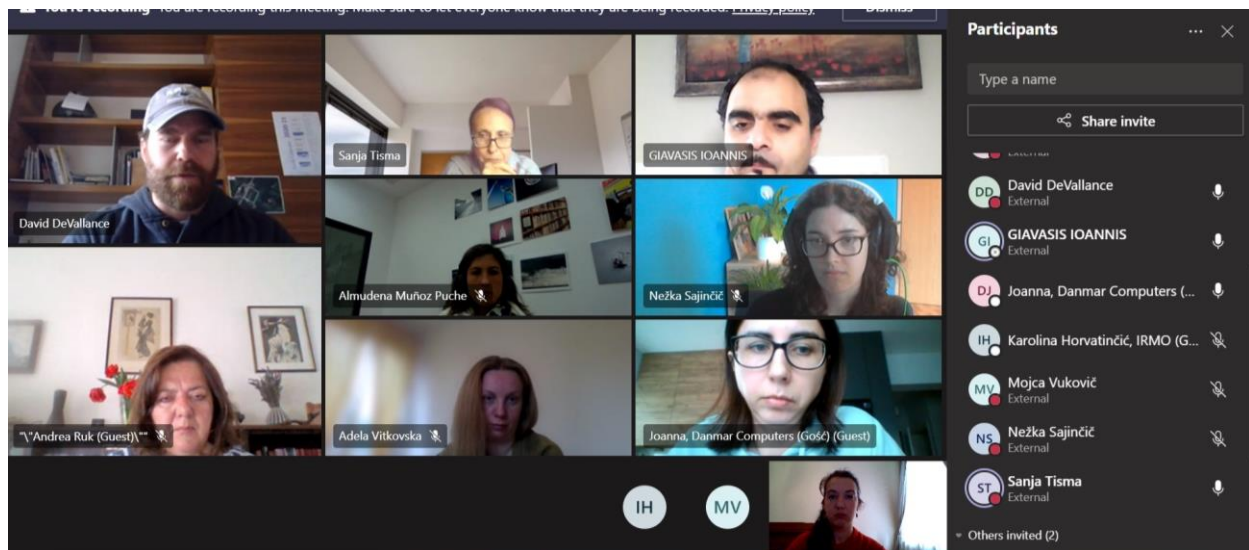 You're recording You are recording this meeting. Make sure to let everyone know that they are being recorded. Privacy policy Dismiss
David DeVallance
Sanja Tisma
GIAVASIS IOANNIS
Almudena Muñoz Puche
Nežka Sajinčič
"\"Andrea Ruk (Guest)\""
Adela Vitkovska
Joanna, Danmar Computers (Gość) (Guest)
IH
MV
Participants
Type a name
Share invite
External
DD
David DeVallance
External
GI
GIAVASIS IOANNIS
External
DJ
Joanna, Danmar Computers (...
IH
Karolina Horvatinčić, IRMO (G...
MV
Mojca Vukovič
External
NS
Nežka Sajinčič
External
ST
Sanja Tisma
External
Others invited (2)